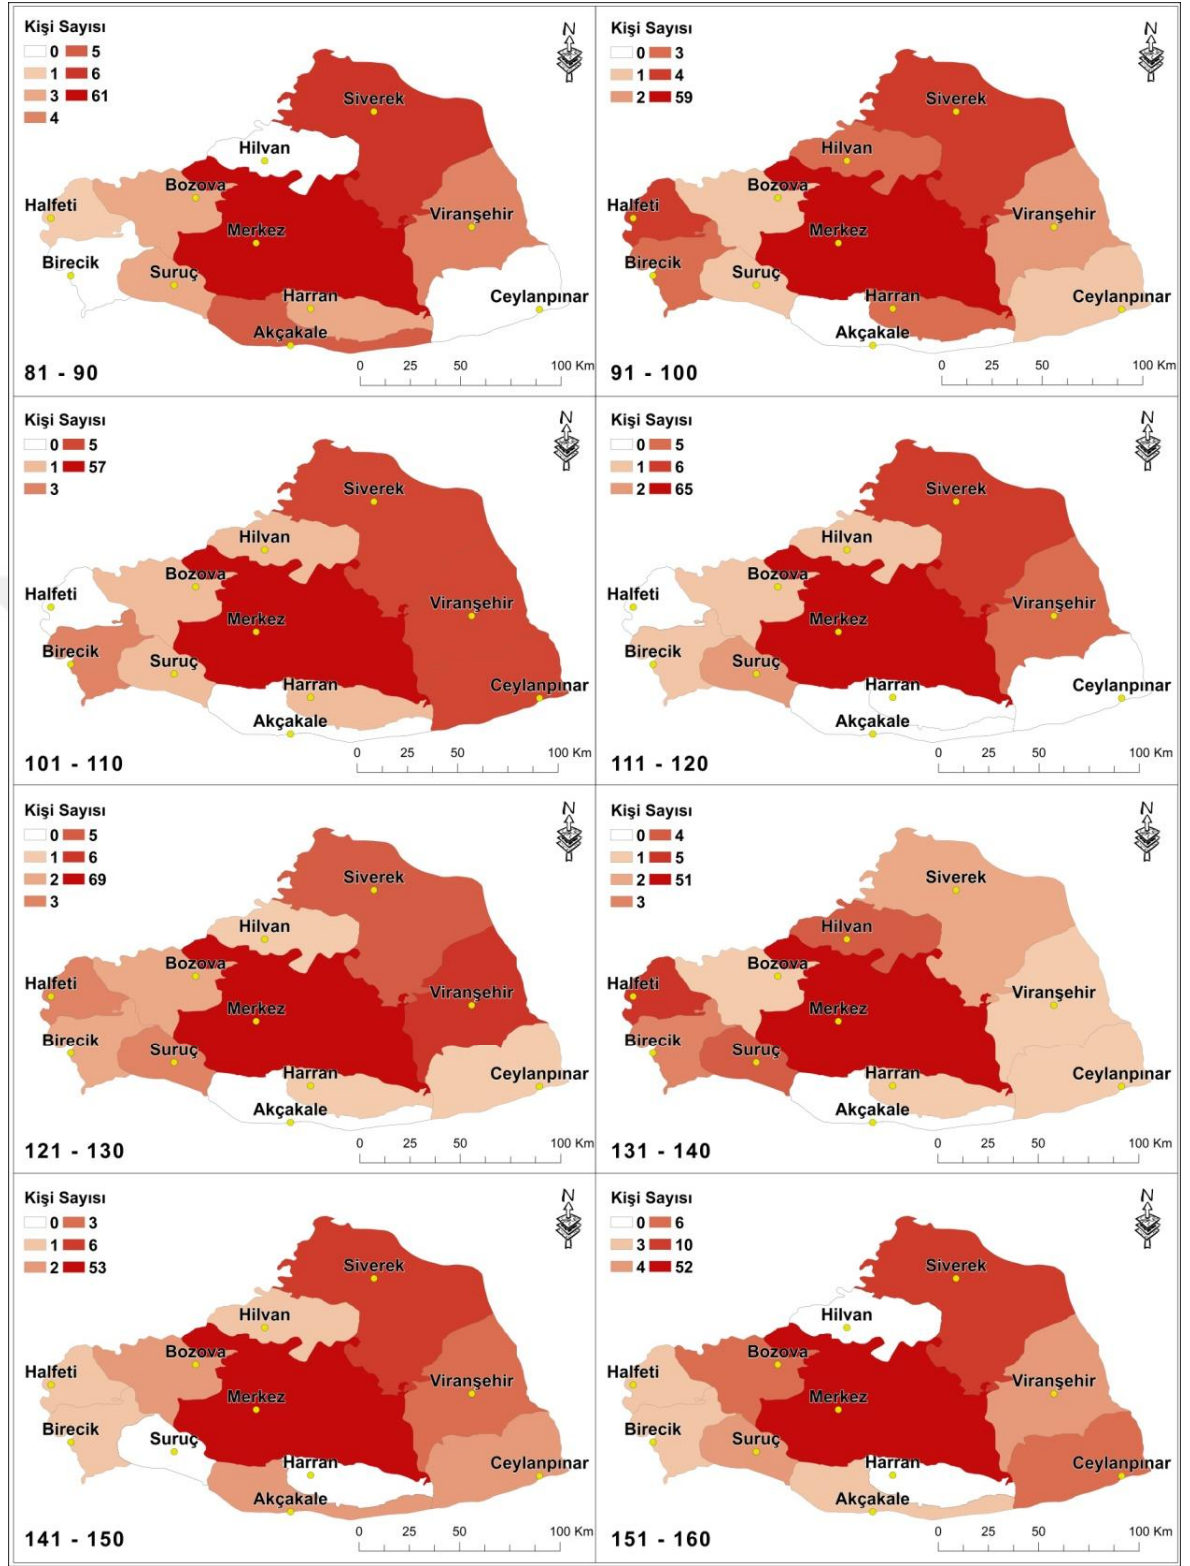 Kişi Sayısı
N
0 5
1 6
3 61
4
Siverek
Hilvan
Bozova
Halfeti
Viranşehir
Merkez
Birecik
Suruç
Harran
Ceylanpınar
Akçakale
0 25 50 100 Km
81 - 90
Kişi Sayısı
N
0 3
1 4
2 59
Siverek
Hilvan
Bozova
Halfeti
Viranşehir
Merkez
Birecik
Suruç
Harran
Ceylanpınar
Akçakale
0 25 50 100 Km
91 - 100
Kişi Sayısı
N
0 5
1 57
3
Siverek
Hilvan
Bozova
Halfeti
Viranşehir
Merkez
Birecik
Suruç
Harran
Ceylanpınar
Akçakale
0 25 50 100 Km
101 - 110
Kişi Sayısı
N
0 5
1 6
2 65
Siverek
Hilvan
Bozova
Halfeti
Viranşehir
Merkez
Birecik
Suruç
Harran
Ceylanpınar
Akçakale
0 25 50 100 Km
111 - 120
Kişi Sayısı
N
0 5
1 6
2 69
3
Siverek
Hilvan
Bozova
Halfeti
Viranşehir
Merkez
Birecik
Suruç
Harran
Ceylanpınar
Akçakale
0 25 50 100 Km
121 - 130
Kişi Sayısı
N
0 4
1 5
2 51
3
Siverek
Hilvan
Bozova
Halfeti
Viranşehir
Merkez
Birecik
Suruç
Harran
Ceylanpınar
Akçakale
0 25 50 100 Km
131 - 140
Kişi Sayısı
N
0 3
1 6
2 53
Siverek
Hilvan
Bozova
Halfeti
Viranşehir
Merkez
Birecik
Suruç
Harran
Ceylanpınar
Akçakale
0 25 50 100 Km
141 - 150
Kişi Sayısı
N
0 6
3 10
4 52
Siverek
Hilvan
Bozova
Halfeti
Viranşehir
Merkez
Birecik
Suruç
Harran
Ceylanpınar
Akçakale
0 25 50 100 Km
151 - 160